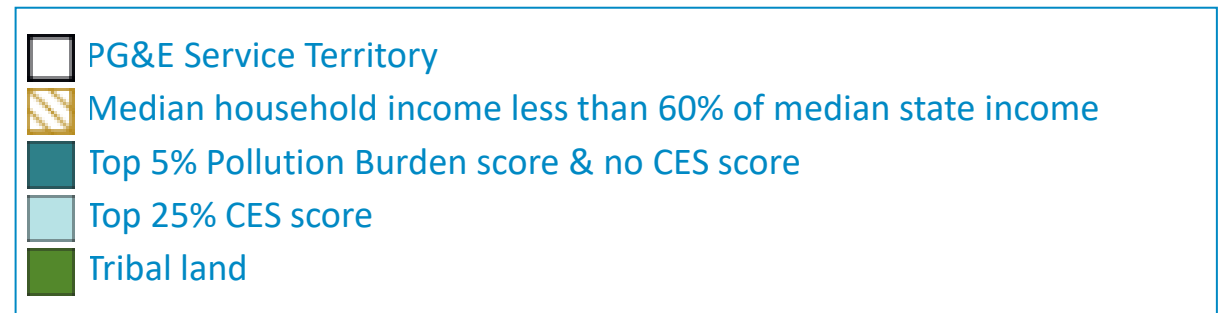 PG&E Service Territory
Median household income less than 60% of median state income
Top 5% Pollution Burden score & no CES score
Top 25% CES score
Tribal land